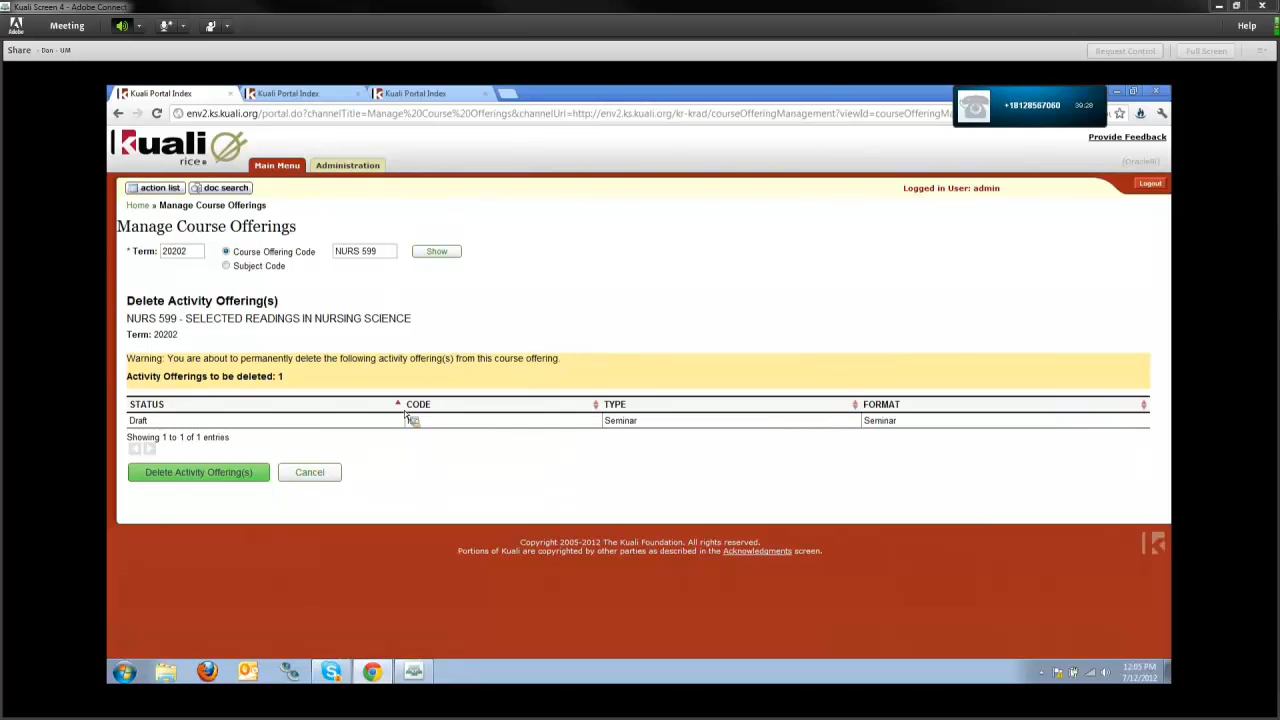 Kuali Screen 4 - Adobe Connect
Meeting
Help
Share
Don - UM
Request Control
Full Screen
Kuali Portal Index
Kuali Portal Index
Kuali Portal Index
env2.ks.kuali.org/portal.do?channelTitle=Manage%20Course%20Offerings&channelUrl=http://env2.ks.kuali.org/kr-krad/courseOfferingManagement?viewId=courseOfferingMa
+18128567060
39:28
Provide Feedback
kuali
rice
Main Menu
Administration
action list
doc search
Logged in User: admin
Logout
Home » Manage Course Offerings
Manage Course Offerings
* Term: 20202
Course Offering Code
NURS 599
Show
Subject Code
Delete Activity Offering(s)
NURS 599 - SELECTED READINGS IN NURSING SCIENCE
Term: 20202
Warning: You are about to permanently delete the following activity offering(s) from this course offering.
Activity Offerings to be deleted: 1
STATUS CODE TYPE FORMAT
Draft Seminar Seminar
Showing 1 to 1 of 1 entries
Delete Activity Offering(s)
Cancel
Copyright 2005-2012 The Kuali Foundation. All rights reserved.
Portions of Kuali are copyrighted by other parties as described in the Acknowledgments screen.
12:05 PM
7/12/2012